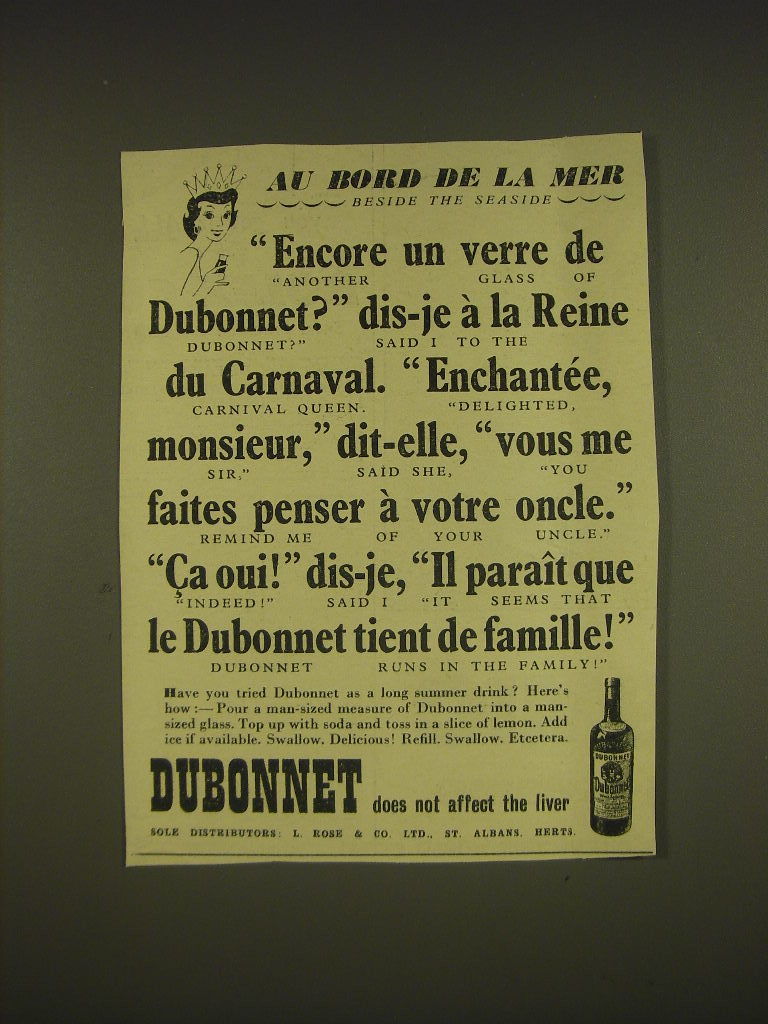 AU BORD DE LA MER
BESIDE THE SEASIDE
“Encore un verre de
“ANOTHER GLASS OF
Dubonnet?” dis-je à la Reine
DUBONNET?” SAID I TO THE
du Carnaval. “Enchantée,
CARNIVAL QUEEN. “DELIGHTED,
monsieur,” dit-elle, “vous me
SIR,” SAID SHE, “YOU
faites penser à votre oncle.”
REMIND ME OF YOUR UNCLE.”
“Ça oui!” dis-je, “Il paraît que
“INDEED!” SAID I “IT SEEMS THAT
le Dubonnet tient de famille!”
DUBONNET RUNS IN THE FAMILY!”
Have you tried Dubonnet as a long summer drink? Here's
how:— Pour a man-sized measure of Dubonnet into a man-
sized glass. Top up with soda and toss in a slice of lemon. Add
ice if available. Swallow. Delicious! Refill. Swallow. Etcetera.
DUBONNET does not affect the liver
SOLE DISTRIBUTORS: L. ROSE & CO. LTD., ST. ALBANS, HERTS.
DUBONNET
Dubonnet